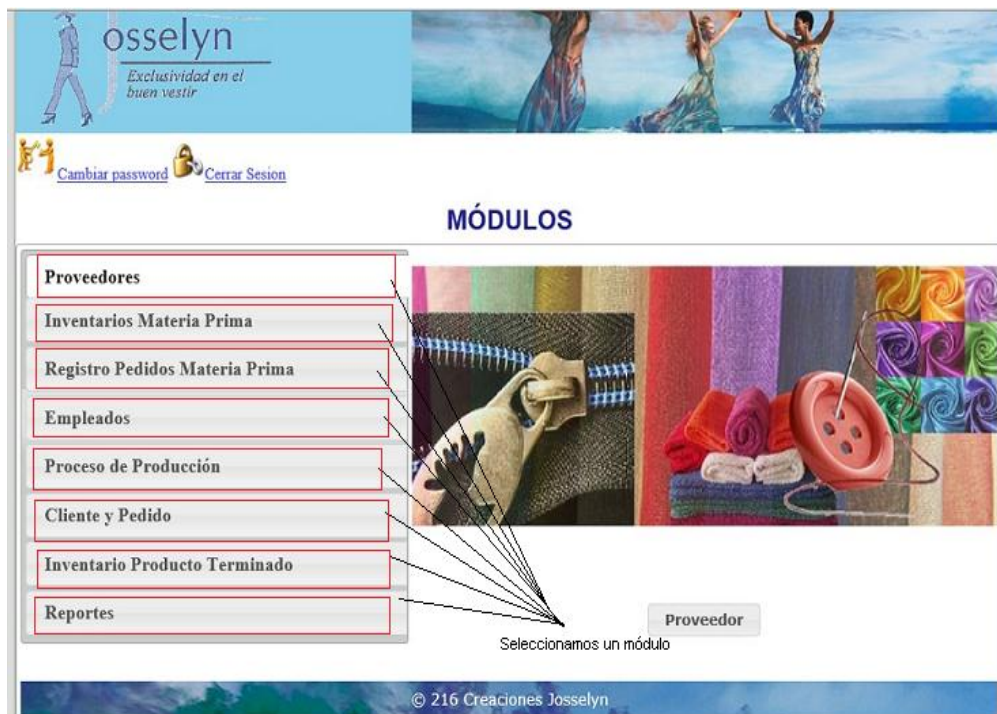 Josselyn
Exclusividad en el
buen vestir
Cambiar password Cerrar Sesion
MÓDULOS
Proveedores
Inventarios Materia Prima
Registro Pedidos Materia Prima
Empleados
Proceso de Producción
Cliente y Pedido
Inventario Producto Terminado
Reportes
Proveedor
Seleccionamos un módulo
© 216 Creaciones Josselyn